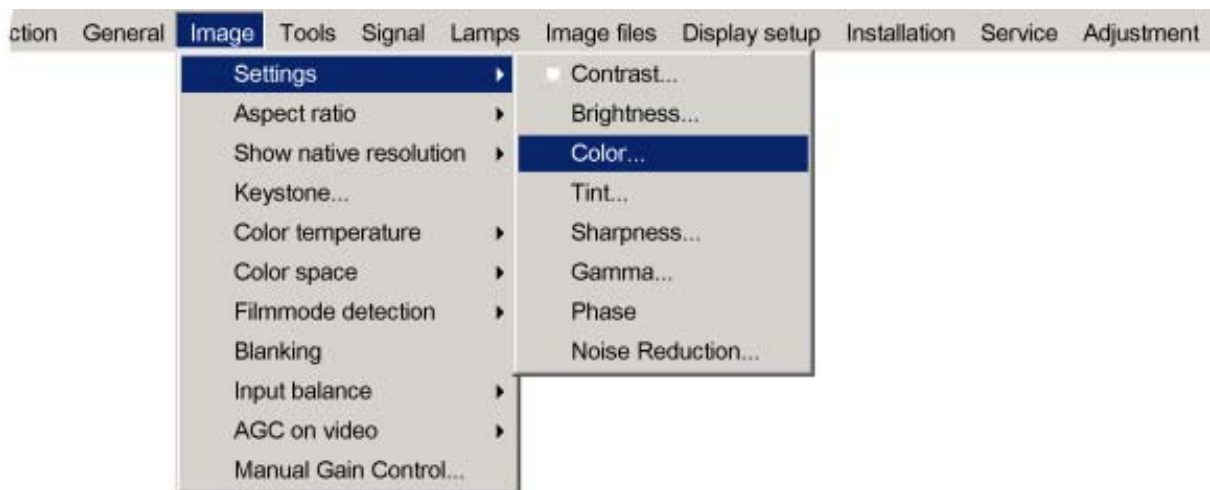 ction General Image Tools Signal Lamps Image files Display setup Installation Service Adjustment
Settings
Aspect ratio
Show native resolution
Keystone...
Color temperature
Color space
Filmmode detection
Blanking
Input balance
AGC on video
Manual Gain Control...
Contrast...
Brightness...
Color...
Tint...
Sharpness...
Gamma...
Phase
Noise Reduction...